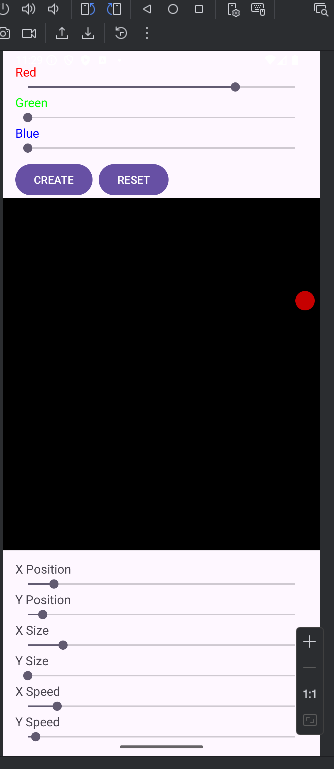 Red
Green
Blue
CREATE RESET
X Position
Y Position
X Size
Y Size
X Speed
Y Speed
1:1